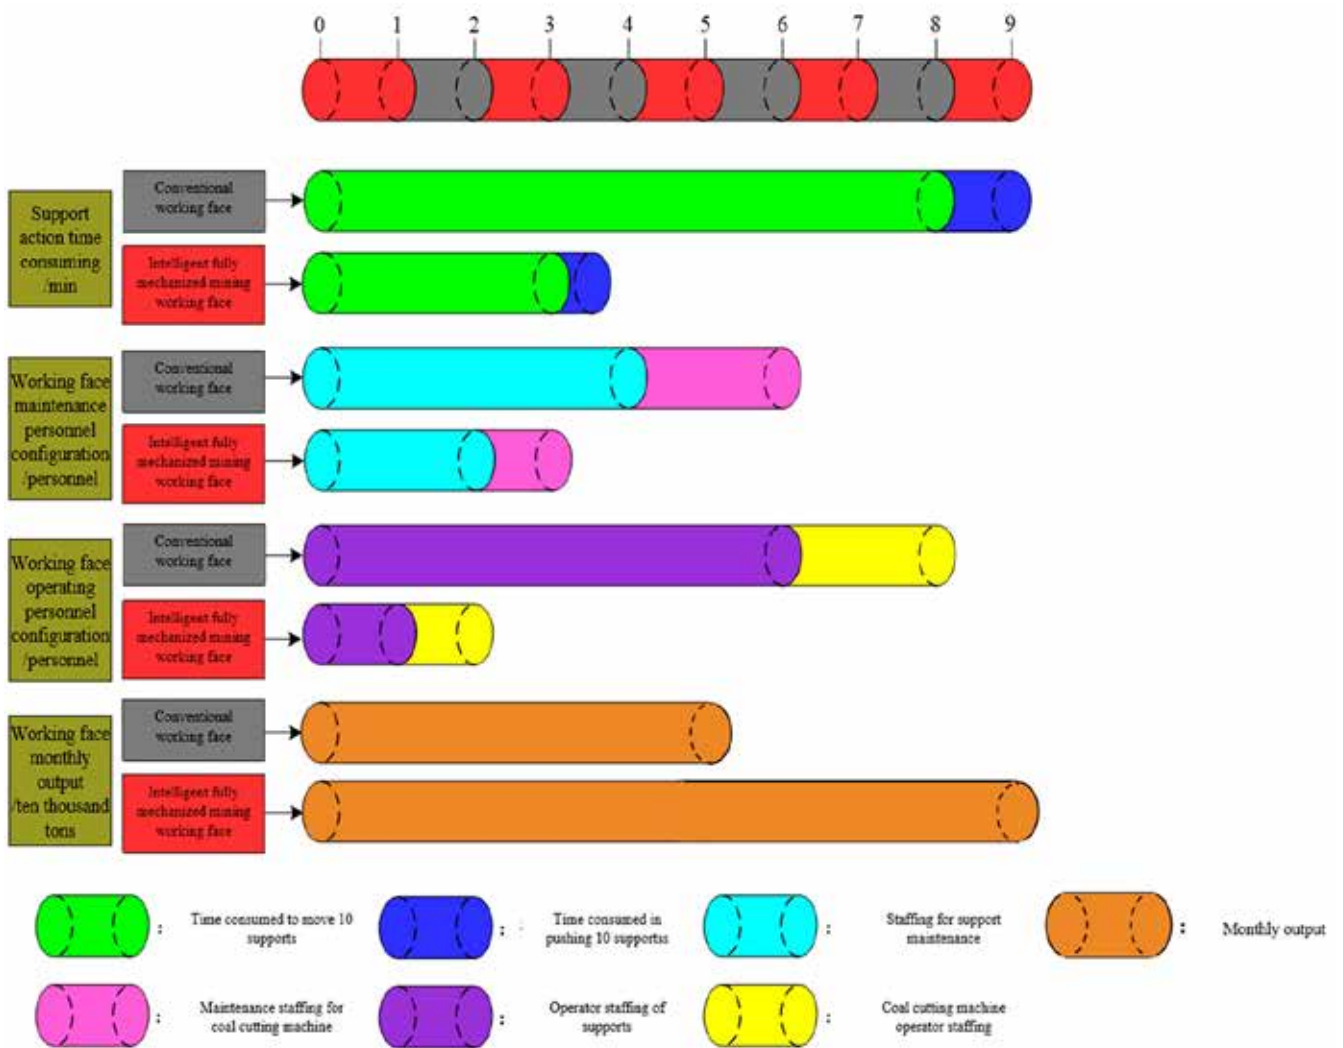 0 1 2 3 4 5 6 7 8 9
Support
action time
consuming
/min
Conventional
working face
Intelligent fully
mechanized mining
working face
Working face
maintenance
personnel
configuration
/personnel
Conventional
working face
Intelligent fully
mechanized mining
working face
Working face
operating
personnel
configuration
/personnel
Conventional
working face
Intelligent fully
mechanized mining
working face
Working face
monthly
output
/ten thousand
tons
Conventional
working face
Intelligent fully
mechanized mining
working face
: Time consumed to move 10
supports
: Time consumed in
pushing 10 supportss
: Staffing for support
maintenance
: Monthly output
: Maintenance staffing for
coal cutting machine
: Operator staffing of
supports
: Coal cutting machine
operator staffing